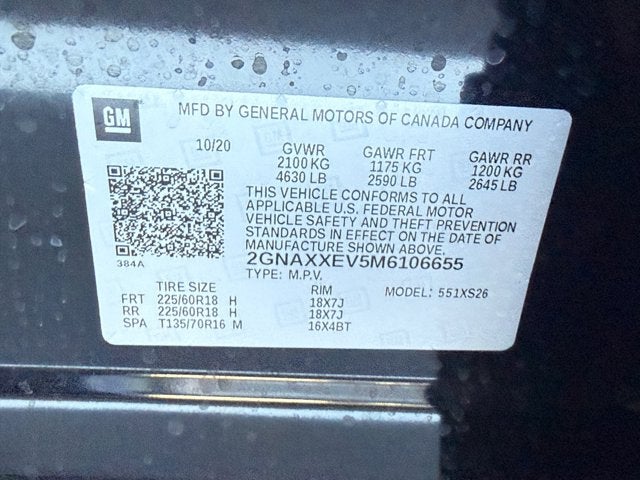 GM
MFD BY GENERAL MOTORS OF CANADA COMPANY
10/20 GVWR GAWR FRT GAWR RR
2100 KG 1175 KG 1200 KG
4630 LB 2590 LB 2645 LB
THIS VEHICLE CONFORMS TO ALL
APPLICABLE U.S. FEDERAL MOTOR
VEHICLE SAFETY AND THEFT PREVENTION
STANDARDS IN EFFECT ON THE DATE OF
MANUFACTURE SHOWN ABOVE.
384A
2GNAXXEV5M6106655
TYPE: M.P.V. MODEL: 551XS26
TIRE SIZE RIM
FRT 225/60R18 H 18X7J
RR 225/60R18 H 18X7J
SPA T135/70R16 M 16X4BT